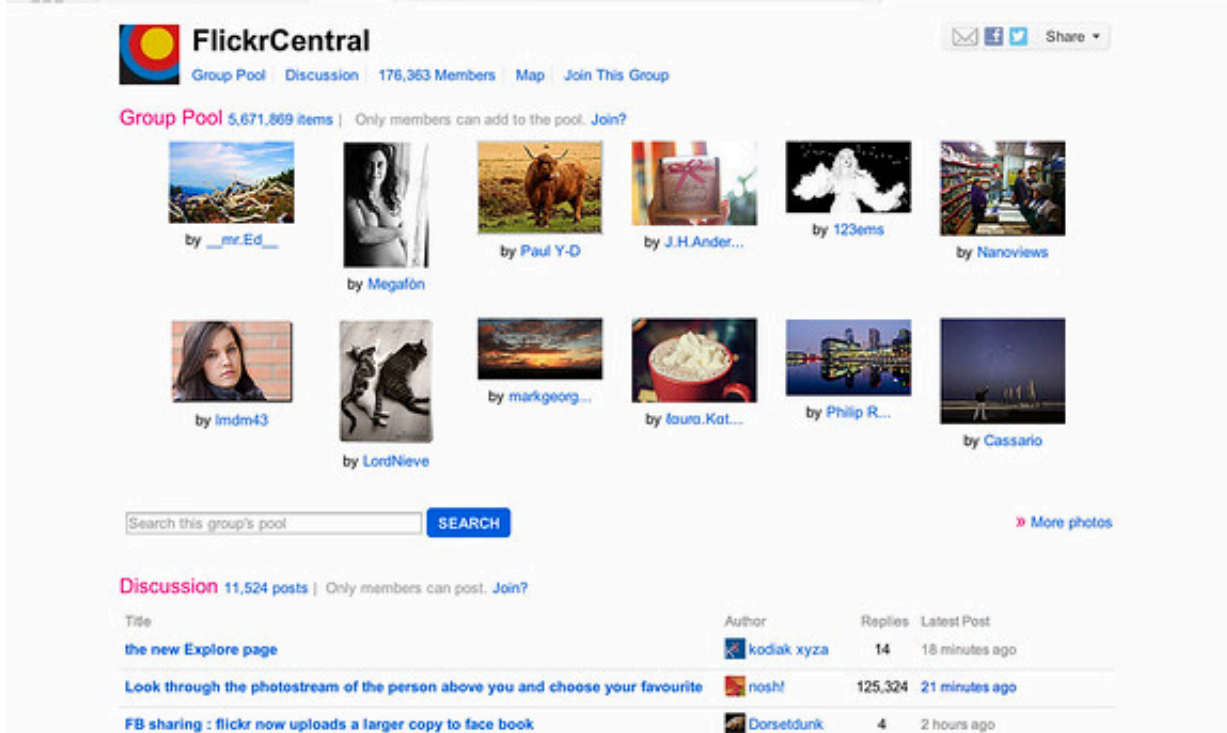 FlickrCentral
Share
Group Pool Discussion 176,363 Members Map Join This Group
Group Pool 5,671,869 items | Only members can add to the pool. Join?
by __mr.Ed__
by Megafön
by Paul Y-D
by J.H.Ander...
by 123ems
by Nanoviews
by lmdm43
by LordNieve
by markgeorg...
by ℓaura.Kat...
by Philip R...
by Cassario
Search this group's pool SEARCH
» More photos
Discussion 11,524 posts | Only members can post. Join?
Title Author Replies Latest Post
the new Explore page kodiak xyza 14 18 minutes ago
Look through the photostream of the person above you and choose your favourite nosh! 125,324 21 minutes ago
FB sharing : flickr now uploads a larger copy to face book Dorsetdunk 4 2 hours ago